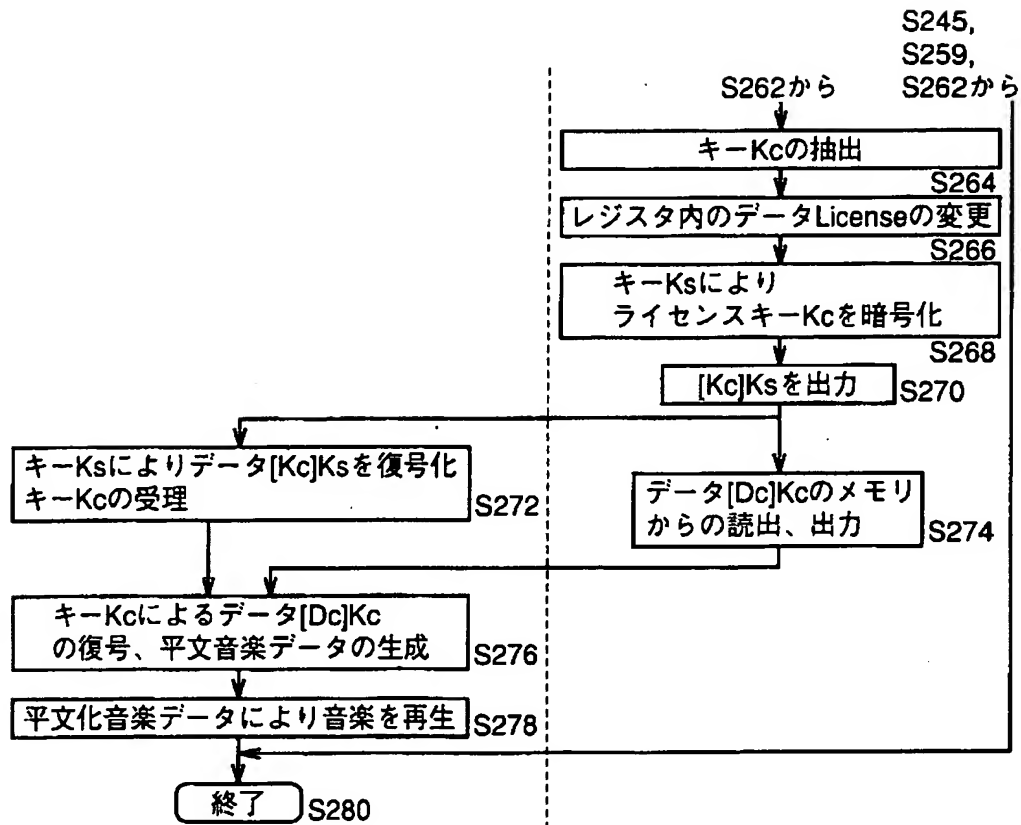 S245,
S259,
S262から
S262から
キーKcの抽出
S264
レジスタ内のデータLicenseの変更
S266
キーKsにより
ライセンスキーKcを暗号化
S268
[Kc]Ksを出力
S270
キーKsによりデータ[Kc]Ksを復号化
キーKcの受理
S272
データ[Dc]Kcのメモリ
からの読出、出力
S274
キーKcによるデータ[Dc]Kc
の復号、平文音楽データの生成
S276
平文化音楽データにより音楽を再生
S278
終了
S280